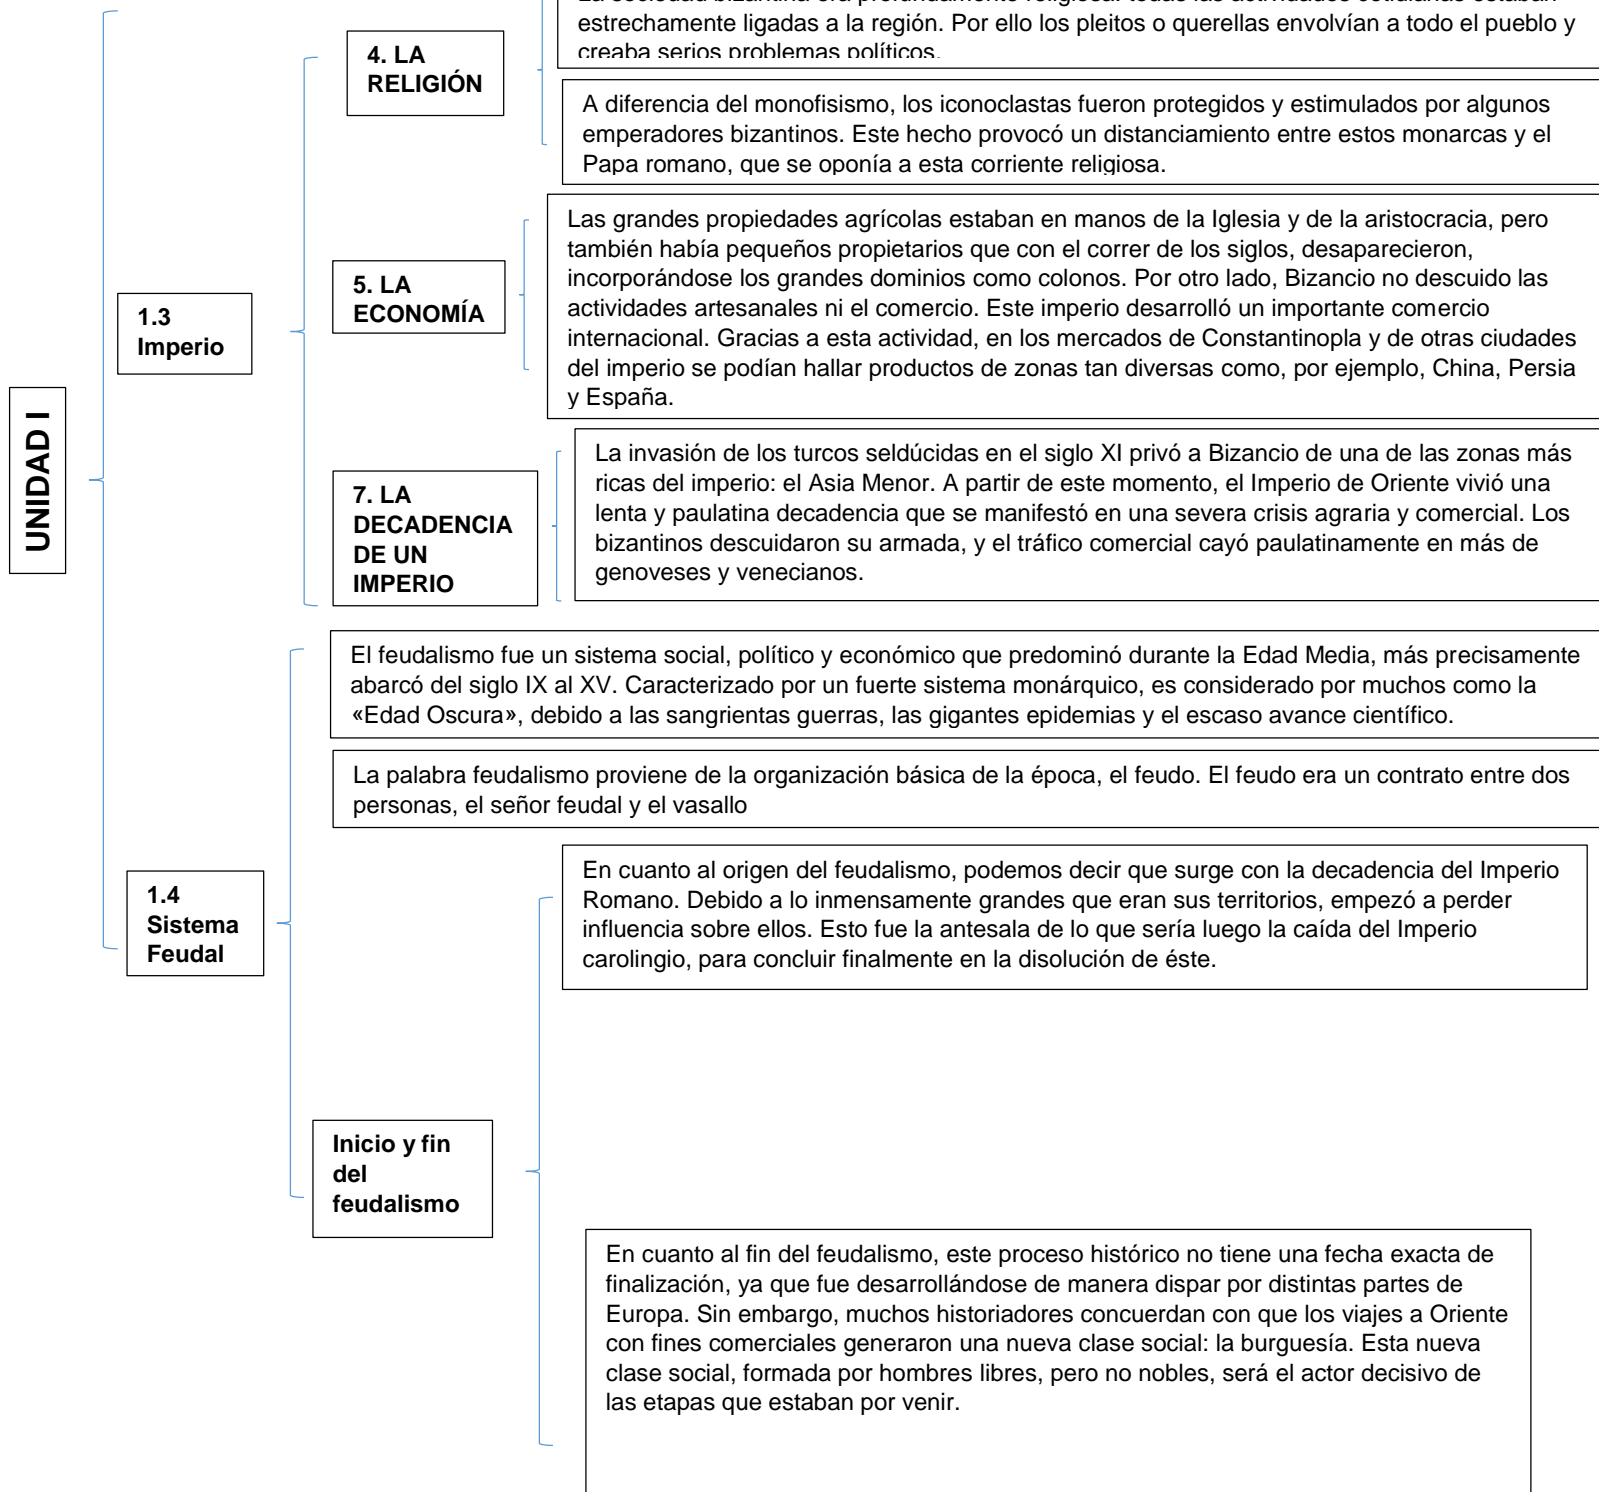 UNIDAD I
1.3
Imperio
4. LA
RELIGIÓN
La sociedad bizantina era profundamente religiosa: todas las actividades cotidianas estaban
estrechamente ligadas a la región. Por ello los pleitos o querellas envolvían a todo el pueblo y
creaba serios problemas políticos.
A diferencia del monofisismo, los iconoclastas fueron protegidos y estimulados por algunos
emperadores bizantinos. Este hecho provocó un distanciamiento entre estos monarcas y el
Papa romano, que se oponía a esta corriente religiosa.
5. LA
ECONOMÍA
Las grandes propiedades agrícolas estaban en manos de la Iglesia y de la aristocracia, pero
también había pequeños propietarios que con el correr de los siglos, desaparecieron,
incorporándose los grandes dominios como colonos. Por otro lado, Bizancio no descuido las
actividades artesanales ni el comercio. Este imperio desarrolló un importante comercio
internacional. Gracias a esta actividad, en los mercados de Constantinopla y de otras ciudades
del imperio se podían hallar productos de zonas tan diversas como, por ejemplo, China, Persia
y España.
7. LA
DECADENCIA
DE UN
IMPERIO
La invasión de los turcos seldúcidas en el siglo XI privó a Bizancio de una de las zonas más
ricas del imperio: el Asia Menor. A partir de este momento, el Imperio de Oriente vivió una
lenta y paulatina decadencia que se manifestó en una severa crisis agraria y comercial. Los
bizantinos descuidaron su armada, y el tráfico comercial cayó paulatinamente en más de
genoveses y venecianos.
1.4
Sistema
Feudal
El feudalismo fue un sistema social, político y económico que predominó durante la Edad Media, más precisamente
abarcó del siglo IX al XV. Caracterizado por un fuerte sistema monárquico, es considerado por muchos como la
«Edad Oscura», debido a las sangrientas guerras, las gigantes epidemias y el escaso avance científico.
La palabra feudalismo proviene de la organización básica de la época, el feudo. El feudo era un contrato entre dos
personas, el señor feudal y el vasallo
Inicio y fin
del
feudalismo
En cuanto al origen del feudalismo, podemos decir que surge con la decadencia del Imperio
Romano. Debido a lo inmensamente grandes que eran sus territorios, empezó a perder
influencia sobre ellos. Esto fue la antesala de lo que sería luego la caída del Imperio
carolingio, para concluir finalmente en la disolución de éste.
En cuanto al fin del feudalismo, este proceso histórico no tiene una fecha exacta de
finalización, ya que fue desarrollándose de manera dispar por distintas partes de
Europa. Sin embargo, muchos historiadores concuerdan con que los viajes a Oriente
con fines comerciales generaron una nueva clase social: la burguesía. Esta nueva
clase social, formada por hombres libres, pero no nobles, será el actor decisivo de
las etapas que estaban por venir.